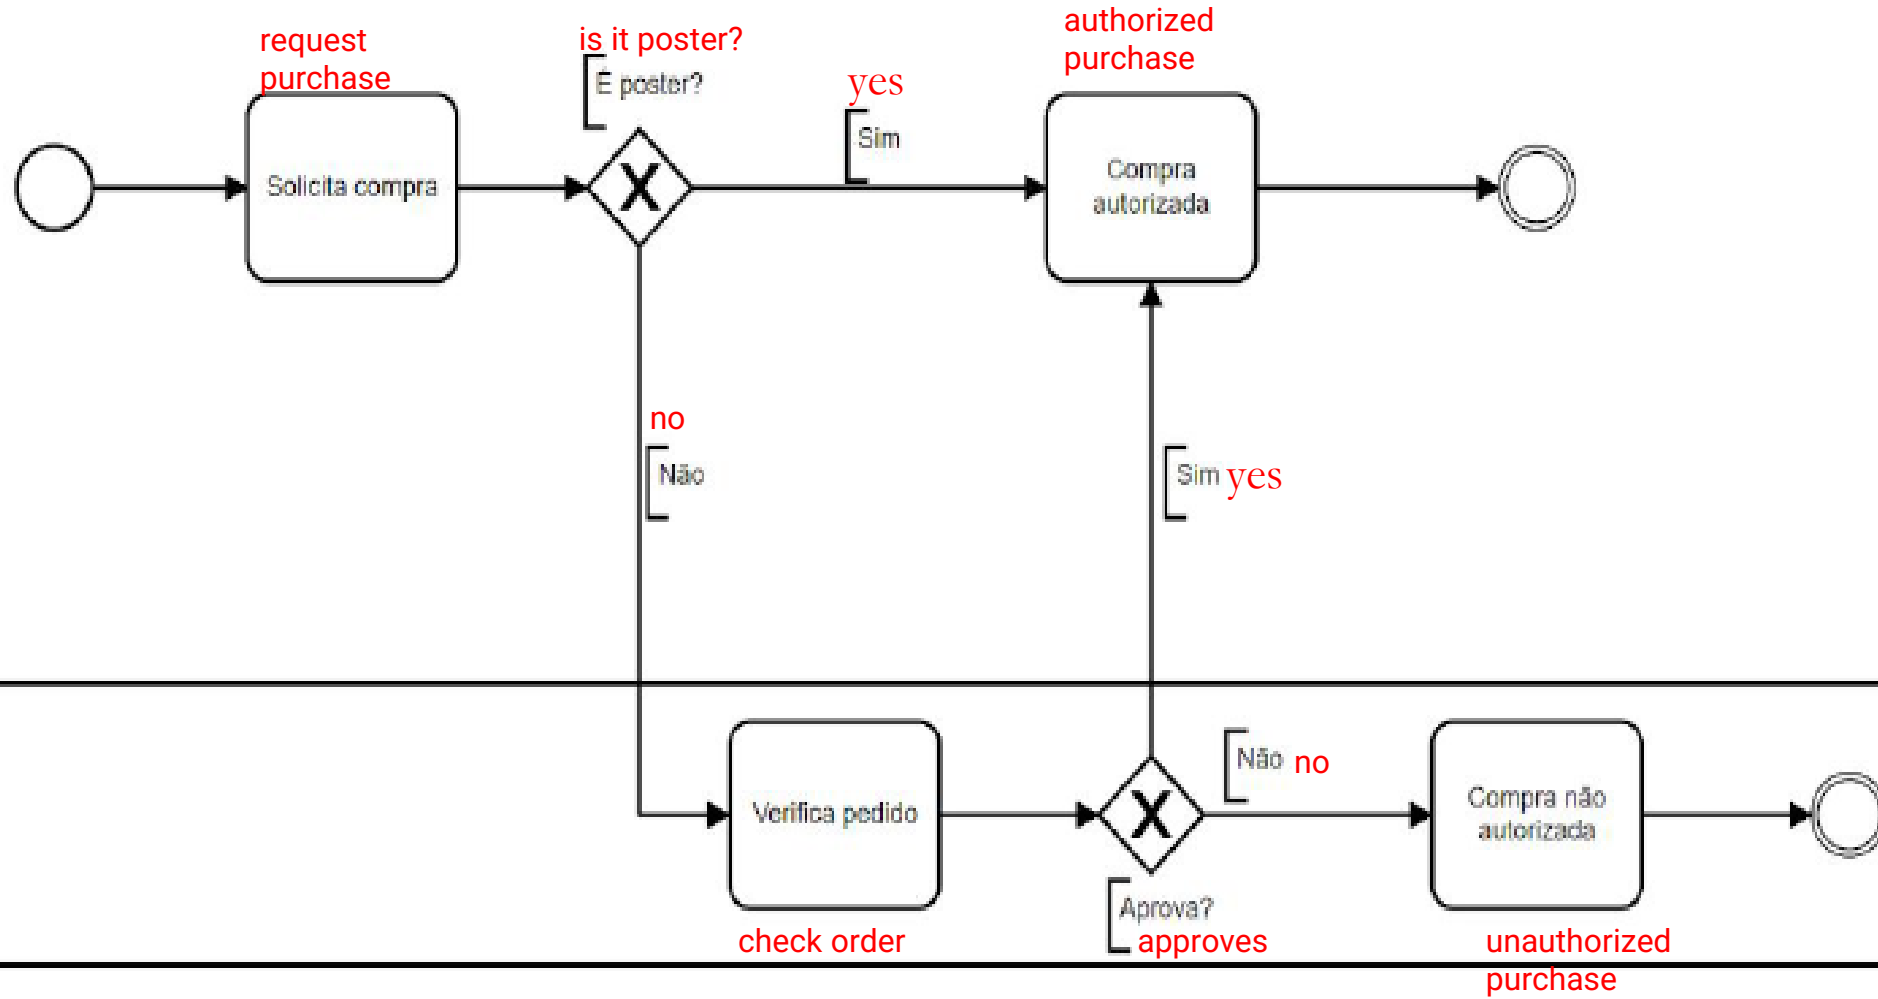 request
purchase
is it poster?
authorized
purchase
É poster?
yes
Sim
Solicita compra
X
Compra
autorizada
no
Não
Sim yes
Verifica pedido
X
Não no
Compra não
autorizada
Aprova?
check order
approves
unauthorized
purchase